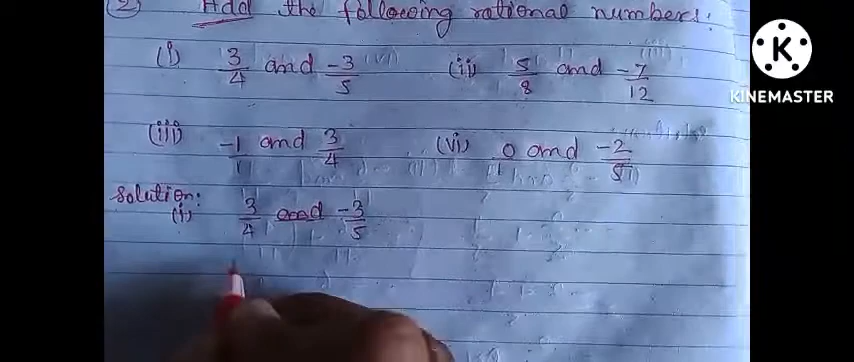 (2) Add the following rational numbers:
(i) 3/4 and -3/5 (ii) 5/8 and -7/12
(iii) -1 and 3/4 (vi) 0 and -2/5
Solution:
(i) 3/4 and -3/5
K
KINEMASTER